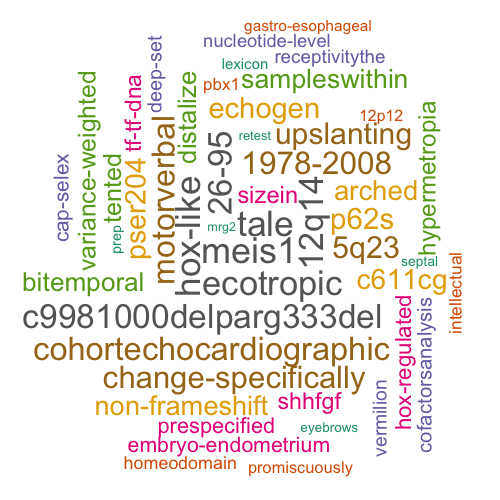 gastro-esophageal
nucleotide-level
lexicon
receptivitythe
pbx1
sampleswithin
deep-set
tf-tf-dna
distalize
variance-weighted
echogen
12p12
hypermetropia
cap-selex
tented
pser204
motorverbal
26-95
retest
upslanting
1978-2008
prep
hox-like
sizein
arched
mrg2
tale
12q14
p62s
meis1
5q23
septal
bitemporal
ecotropic
c611cg
intellectual
c9981000delparg333del
cohortechocardiographic
hox-regulated
cofactorsanalysis
change-specifically
non-frameshift
shhfgf
vermilion
prespecified
eyebrows
embryo-endometrium
homeodomain
promiscuously